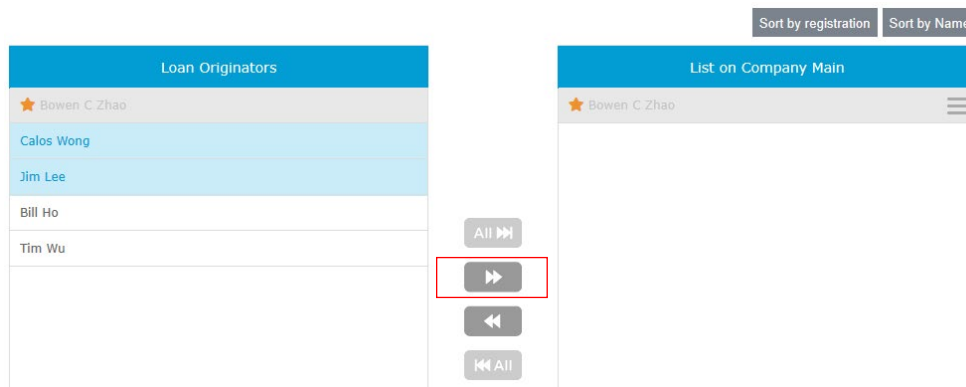 Sort by registration Sort by Name
Loan Originators List on Company Main
Bowen C Zhao Bowen C Zhao
Calos Wong
Jim Lee
Bill Ho
Tim Wu
All
All